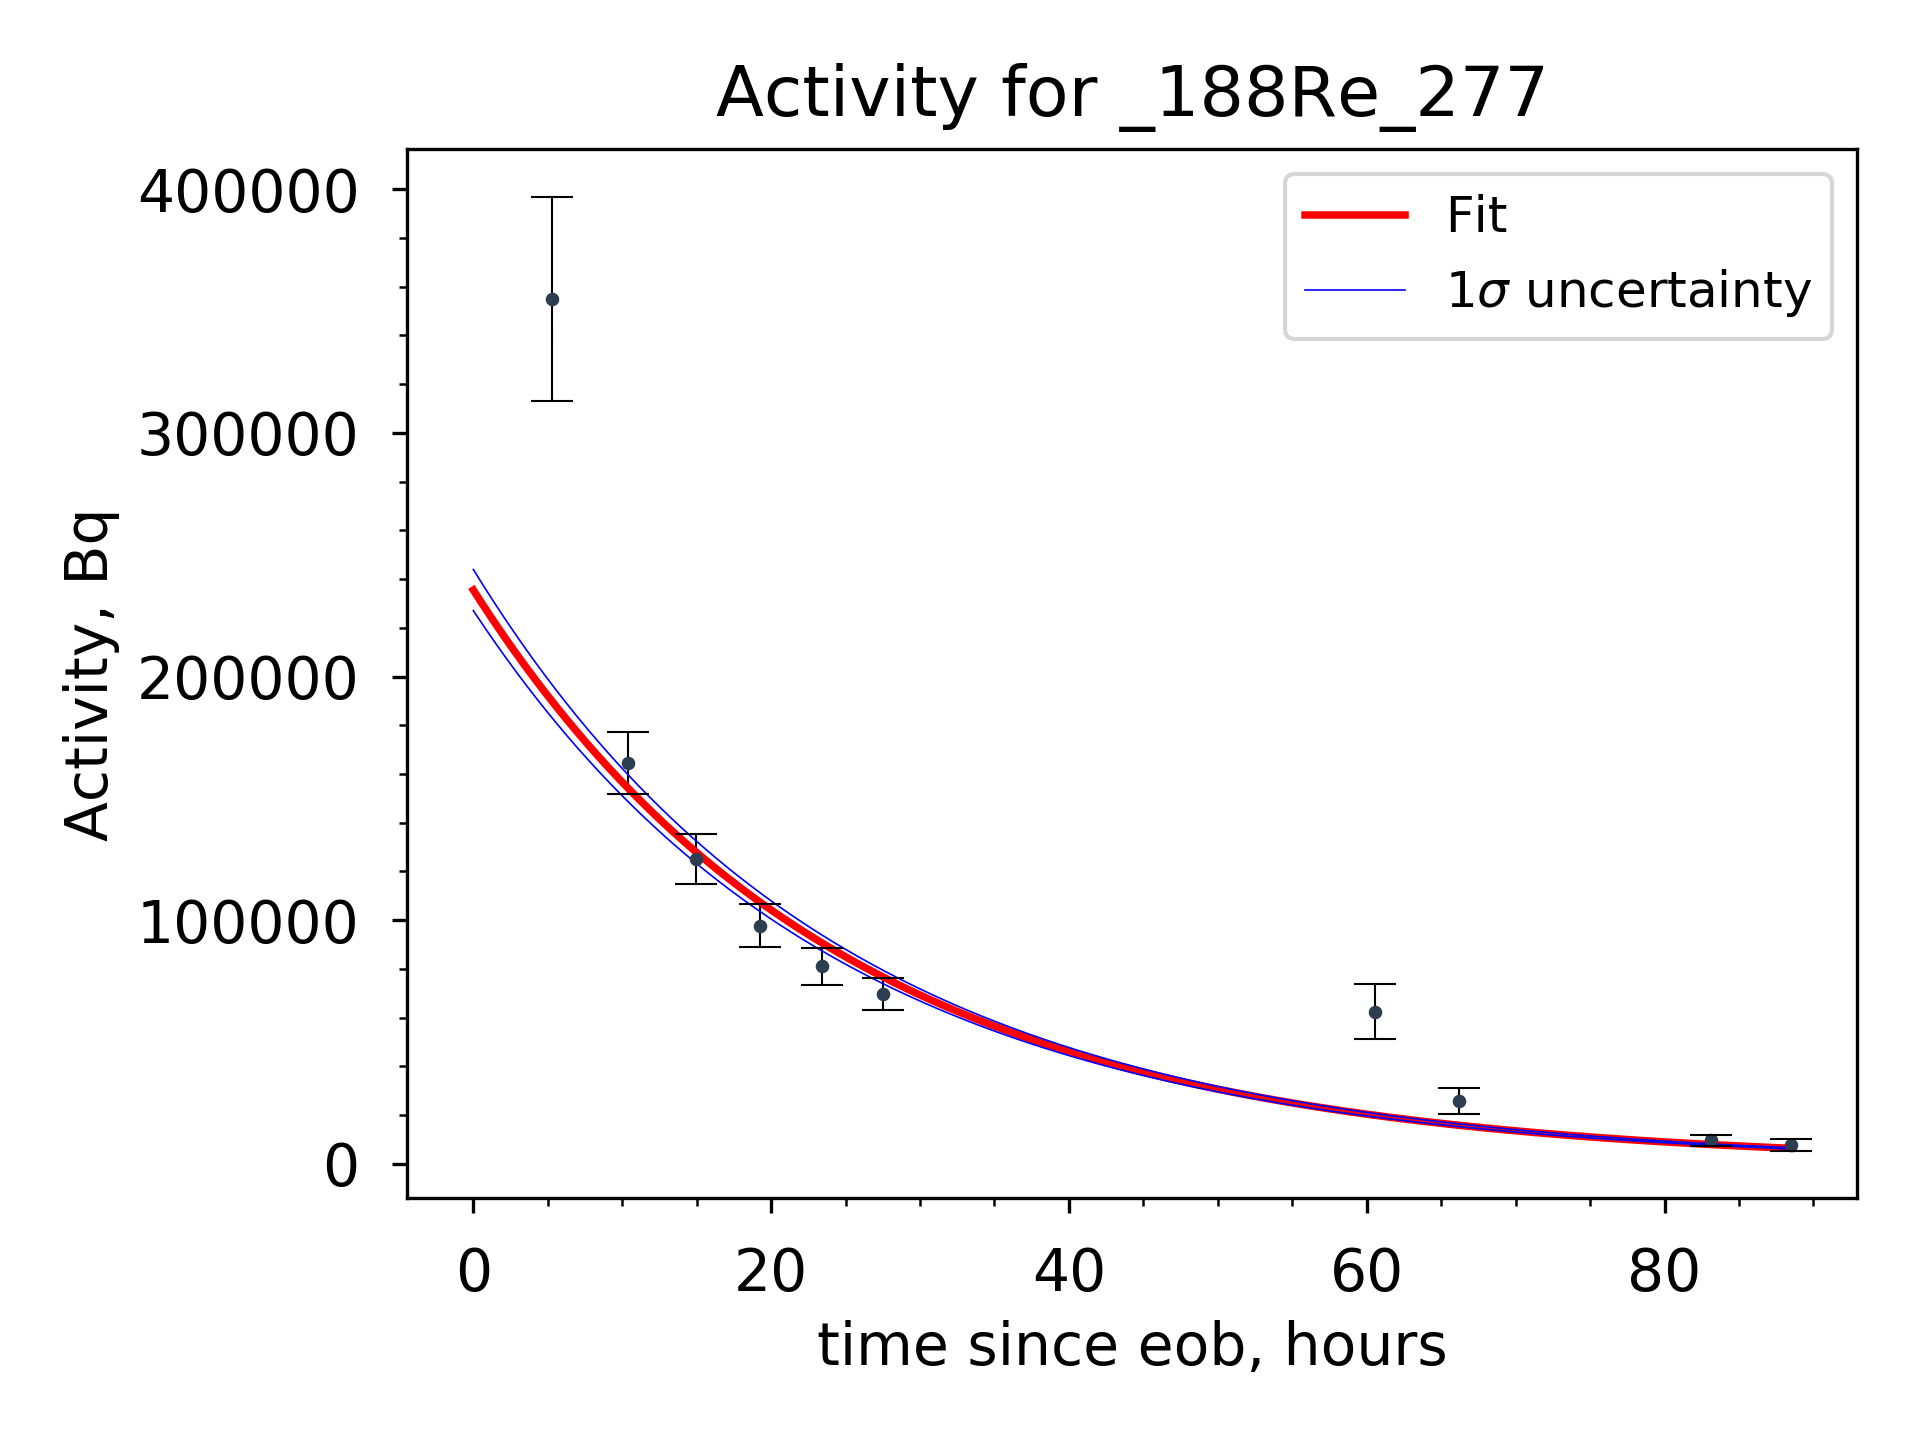 Activity for _188Re_277
Fit
1σ uncertainty
400000
300000
200000
100000
0
Activity, Bq
0 20 40 60 80
time since eob, hours